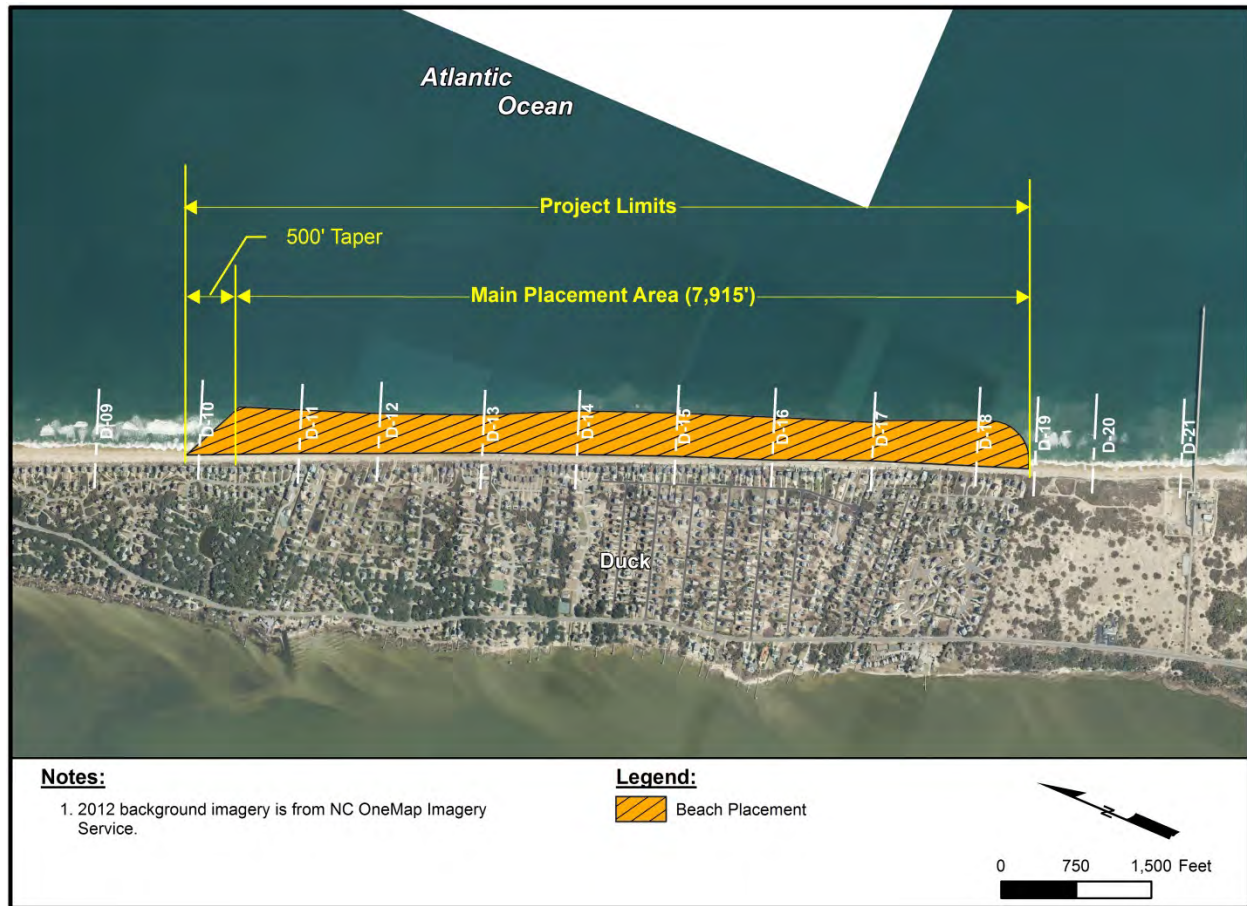 Atlantic
Ocean
Project Limits
500' Taper
Main Placement Area (7,915')
D-09
D-10
D-11
D-12
D-13
D-14
D-15
D-16
D-17
D-18
D-19
D-20
D-21
Duck
Notes:
1. 2012 background imagery is from NC OneMap Imagery
Service.
Legend:
Beach Placement
N
0 750 1,500 Feet